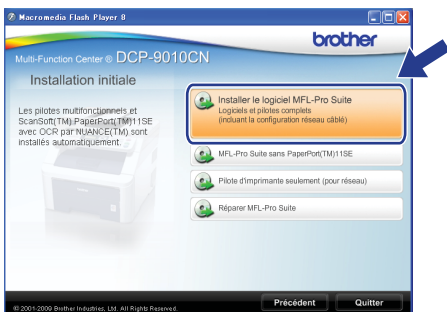 Macromedia Flash Player 8
brother
Multi-Function Center ® DCP-9010CN
Installation initiale
Les pilotes multifonctionnels et
ScanSoft(TM) PaperPort(TM)11SE
avec OCR par NUANCE(TM) sont
installés automatiquement.
Installer le logiciel MFL-Pro Suite
Logiciels et pilotes complets
(incluant la configuration réseau câblé)
MFL-Pro Suite sans PaperPort(TM)11SE
Pilote d'imprimante seulement (pour réseau)
Réparer MFL-Pro Suite
© 2001-2009 Brother Industries, Ltd. All Rights Reserved.
Précédent
Quitter